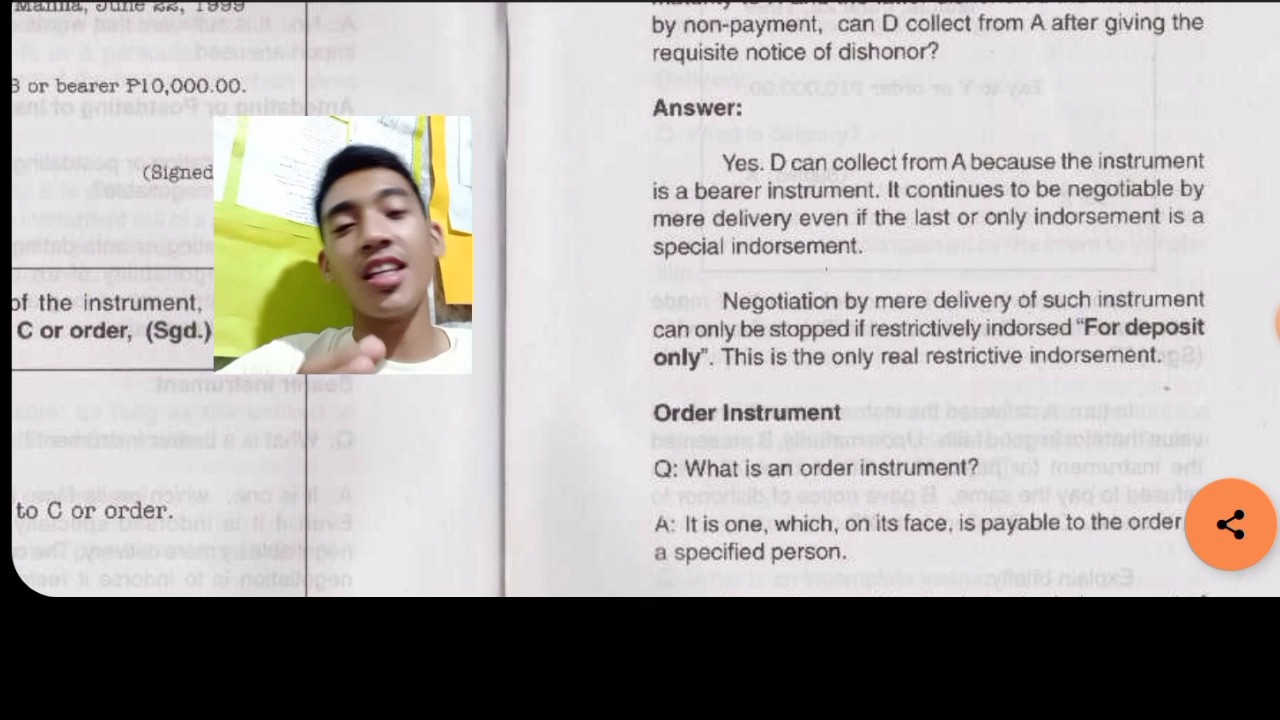 Manila, June 22, 1999
B or bearer P10,000.00.
(Signed
of the instrument,
C or order, (Sgd.)
to C or order.
by non-payment, can D collect from A after giving the
requisite notice of dishonor?
Answer:
Yes. D can collect from A because the instrument
is a bearer instrument. It continues to be negotiable by
mere delivery even if the last or only indorsement is a
special indorsement.
Negotiation by mere delivery of such instrument
can only be stopped if restrictively indorsed “For deposit
only”. This is the only real restrictive indorsement.
Order Instrument
Q: What is an order instrument?
A: It is one, which, on its face, is payable to the order
a specified person.